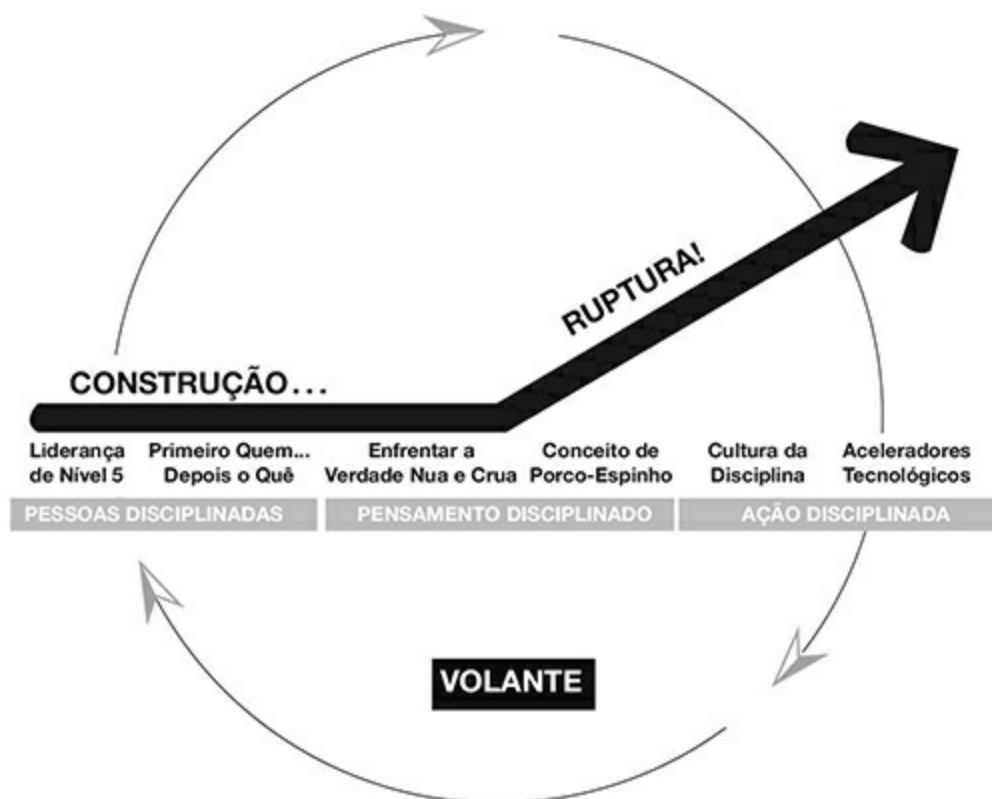 RUPTURA!
CONSTRUÇÃO...
Liderança
de Nível 5
Primeiro Quem...
Depois o Quê
Enfrentar a
Verdade Nua e Crua
Conceito de
Porco-Espinho
Cultura da
Disciplina
Aceleradores
Tecnológicos
PESSOAS DISCIPLINADAS
PENSAMENTO DISCIPLINADO
AÇÃO DISCIPLINADA
VOLANTE